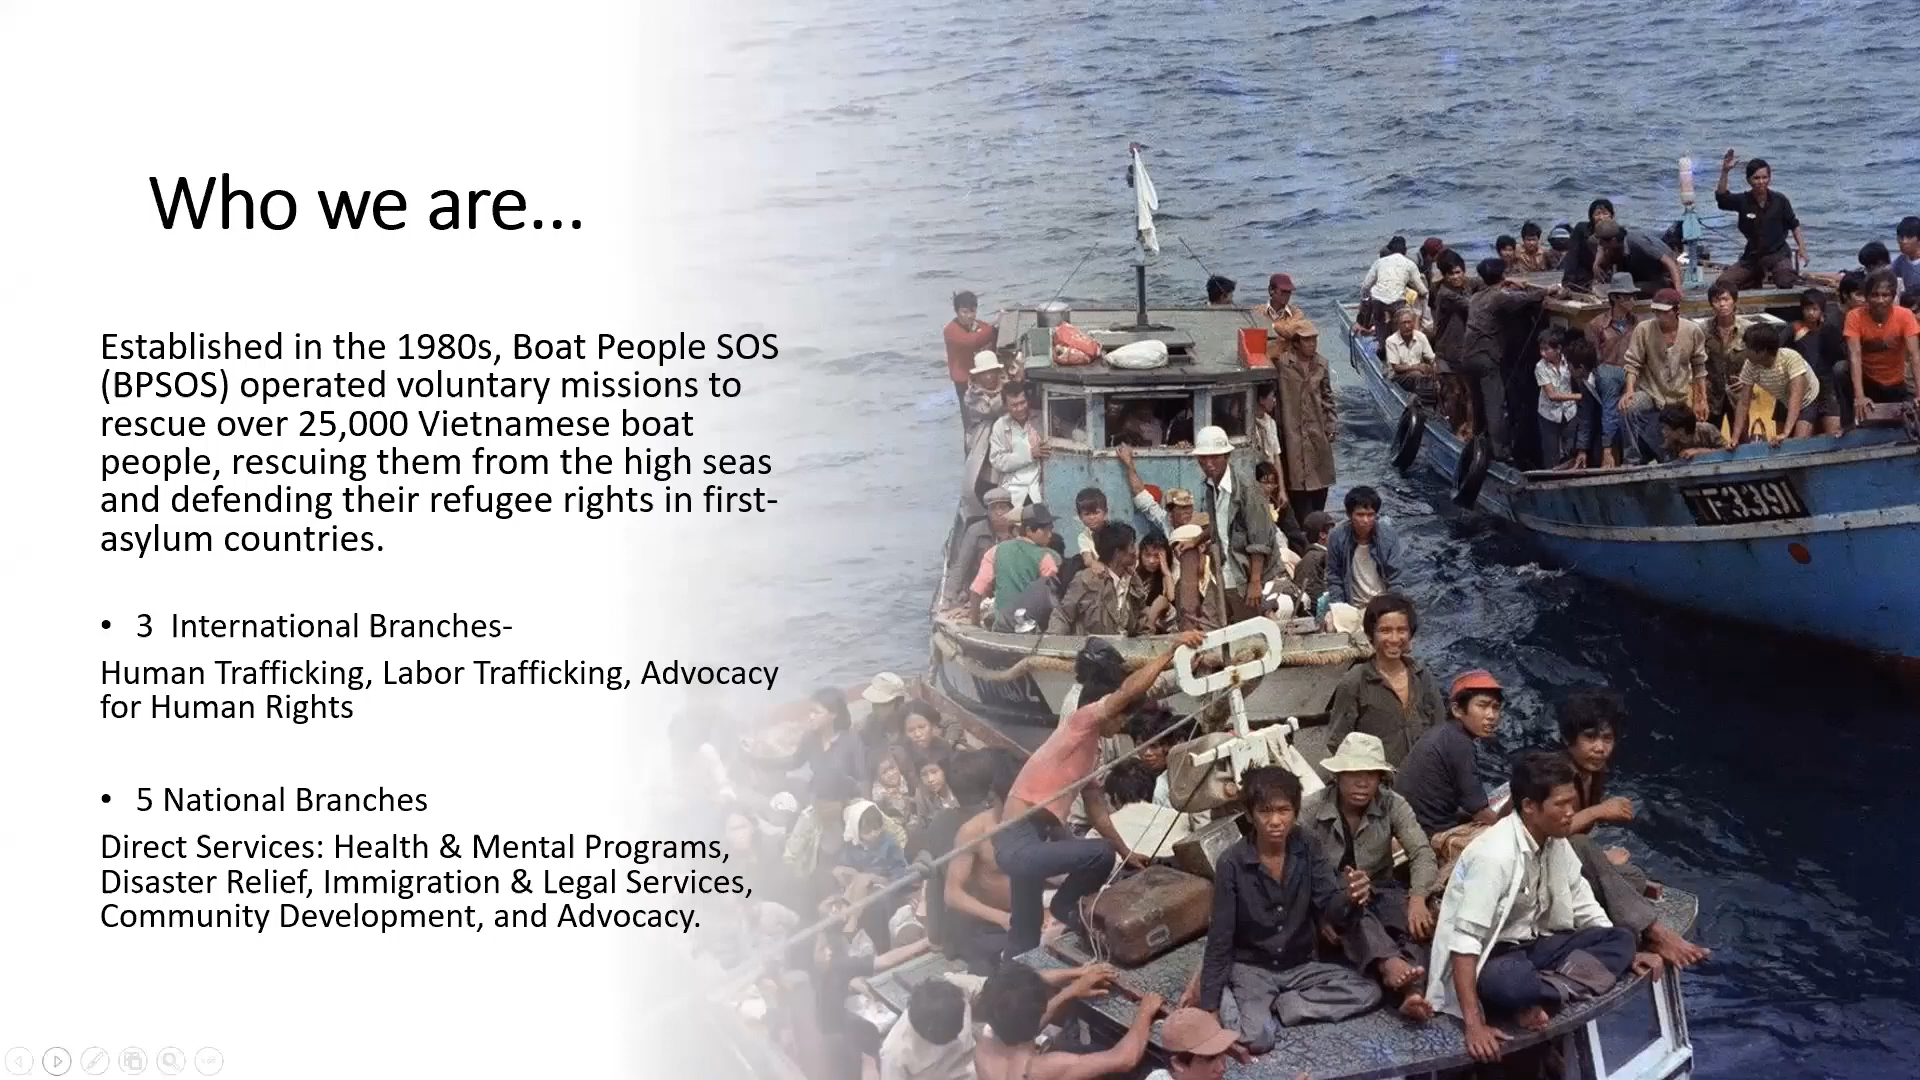 Who we are...
Established in the 1980s, Boat People SOS
(BPSOS) operated voluntary missions to
rescue over 25,000 Vietnamese boat
people, rescuing them from the high seas
and defending their refugee rights in first-
asylum countries.
• 3  International Branches-
Human Trafficking, Labor Trafficking, Advocacy
for Human Rights
• 5 National Branches
Direct Services: Health & Mental Programs,
Disaster Relief, Immigration & Legal Services,
Community Development, and Advocacy.